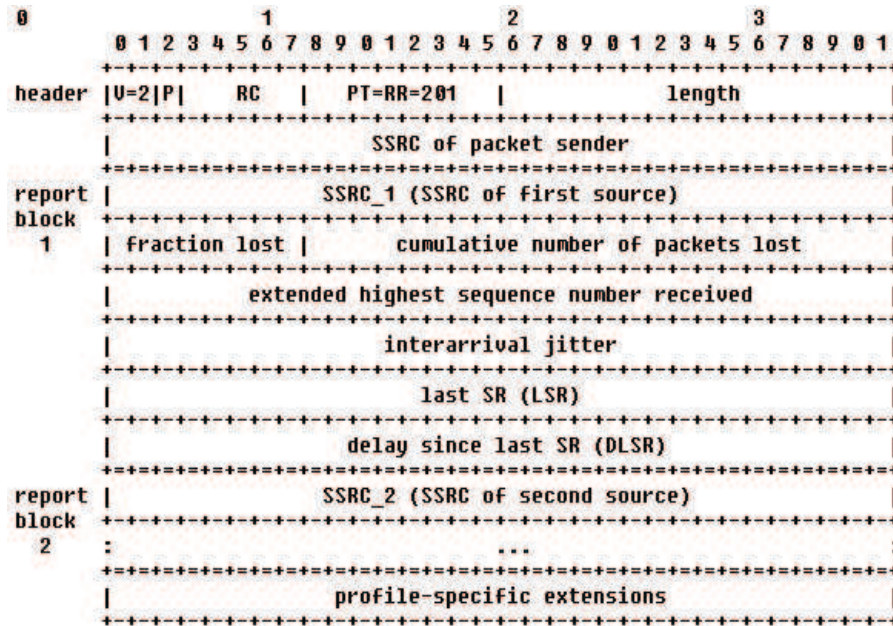 0                   1                   2                   3
        0 1 2 3 4 5 6 7 8 9 0 1 2 3 4 5 6 7 8 9 0 1 2 3 4 5 6 7 8 9 0 1
       +-+-+-+-+-+-+-+-+-+-+-+-+-+-+-+-+-+-+-+-+-+-+-+-+-+-+-+-+-+-+-+-+
header |V=2|P|    RC   |   PT=RR=201   |             length            |
       +-+-+-+-+-+-+-+-+-+-+-+-+-+-+-+-+-+-+-+-+-+-+-+-+-+-+-+-+-+-+-+-+
       |                     SSRC of packet sender                     |
       +=+=+=+=+=+=+=+=+=+=+=+=+=+=+=+=+=+=+=+=+=+=+=+=+=+=+=+=+=+=+=+=+
report |                 SSRC_1 (SSRC of first source)                 |
block  +-+-+-+-+-+-+-+-+-+-+-+-+-+-+-+-+-+-+-+-+-+-+-+-+-+-+-+-+-+-+-+-+
  1    | fraction lost |       cumulative number of packets lost       |
       +-+-+-+-+-+-+-+-+-+-+-+-+-+-+-+-+-+-+-+-+-+-+-+-+-+-+-+-+-+-+-+-+
       |           extended highest sequence number received           |
       +-+-+-+-+-+-+-+-+-+-+-+-+-+-+-+-+-+-+-+-+-+-+-+-+-+-+-+-+-+-+-+-+
       |                      interarrival jitter                      |
       +-+-+-+-+-+-+-+-+-+-+-+-+-+-+-+-+-+-+-+-+-+-+-+-+-+-+-+-+-+-+-+-+
       |                         last SR (LSR)                         |
       +-+-+-+-+-+-+-+-+-+-+-+-+-+-+-+-+-+-+-+-+-+-+-+-+-+-+-+-+-+-+-+-+
       |                   delay since last SR (DLSR)                  |
       +=+=+=+=+=+=+=+=+=+=+=+=+=+=+=+=+=+=+=+=+=+=+=+=+=+=+=+=+=+=+=+=+
report |                 SSRC_2 (SSRC of second source)                |
block  +-+-+-+-+-+-+-+-+-+-+-+-+-+-+-+-+-+-+-+-+-+-+-+-+-+-+-+-+-+-+-+-+
  2    :                               ...                             :
       +=+=+=+=+=+=+=+=+=+=+=+=+=+=+=+=+=+=+=+=+=+=+=+=+=+=+=+=+=+=+=+=+
       |                  profile-specific extensions                  |
       +-+-+-+-+-+-+-+-+-+-+-+-+-+-+-+-+-+-+-+-+-+-+-+-+-+-+-+-+-+-+-+-+